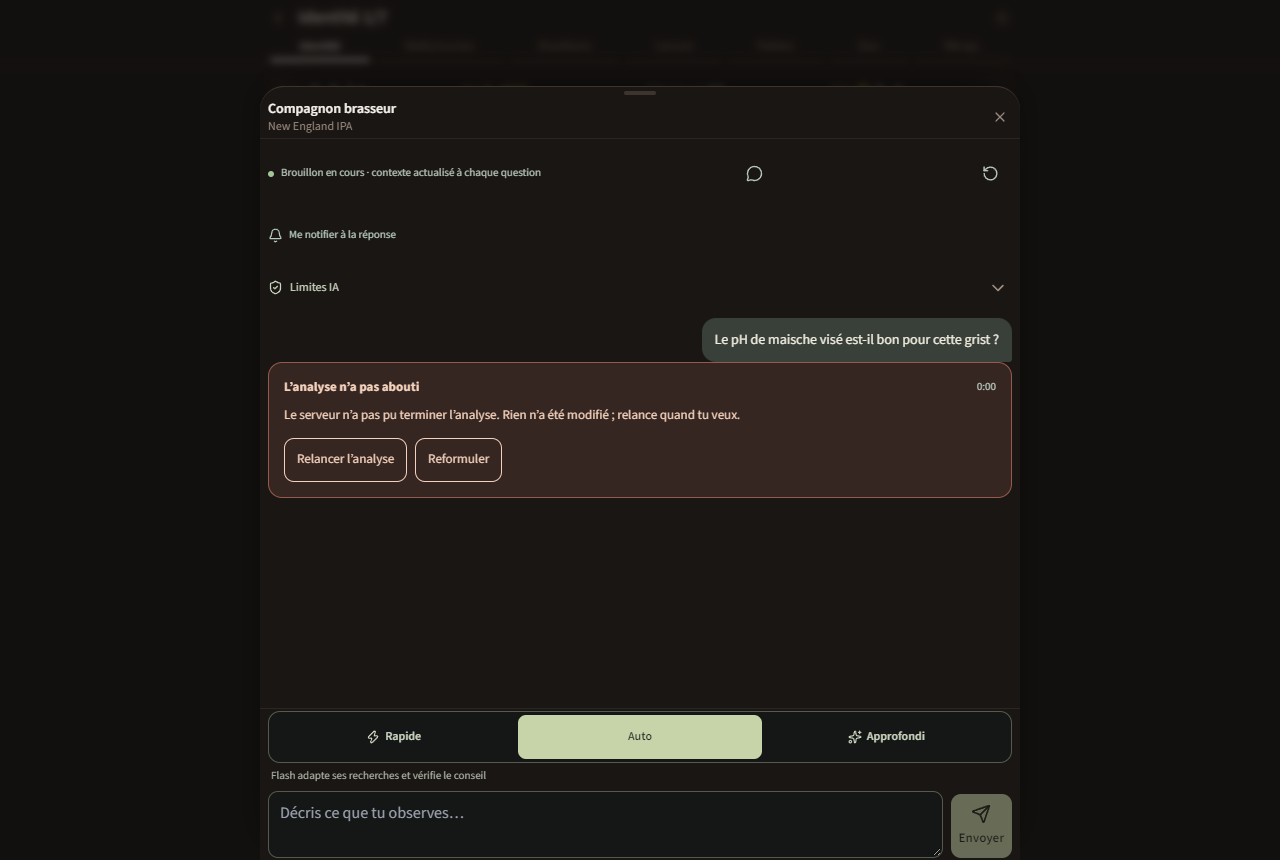 Compagnon brasseur
New England IPA
Brouillon en cours · contexte actualisé à chaque question
Me notifier à la réponse
Limites IA
Le pH de maische visé est-il bon pour cette grist ?
L’analyse n’a pas abouti
0:00
Le serveur n’a pas pu terminer l’analyse. Rien n’a été modifié ; relance quand tu veux.
Relancer l’analyse
Reformuler
Rapide
Auto
Approfondi
Flash adapte ses recherches et vérifie le conseil
Décris ce que tu observes…
Envoyer